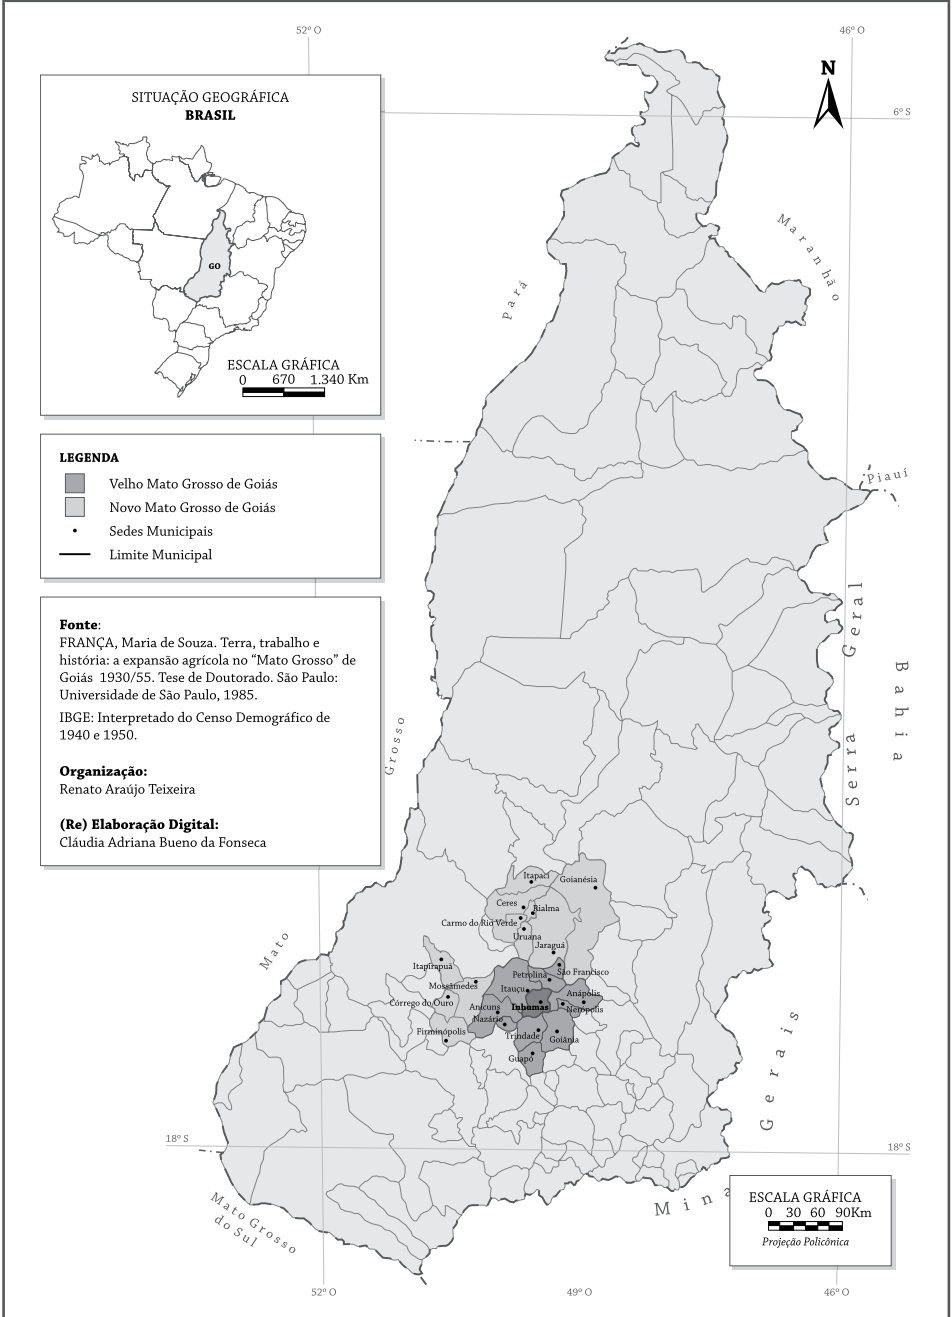 52º O
46º O
N
6º S
SITUAÇÃO GEOGRÁFICA
BRASIL
GO
ESCALA GRÁFICA
0 670 1.340 Km
LEGENDA
Velho Mato Grosso de Goiás
Novo Mato Grosso de Goiás
Sedes Municipais
Limite Municipal
Fonte:
FRANÇA, Maria de Souza. Terra, trabalho e
história: a expansão agrícola no “Mato Grosso” de
Goiás 1930/55. Tese de Doutorado. São Paulo:
Universidade de São Paulo, 1985.
IBGE: Interpretado do Censo Demográfico de
1940 e 1950.
Organização:
Renato Araújo Teixeira
(Re) Elaboração Digital:
Cláudia Adriana Bueno da Fonseca
Maranhão
Pará
Piauí
Serra Geral
Bahia
Mato Grosso
Itapaci
Goianésia
Ceres
Rialma
Carmo do Rio Verde
Uruana
Jaraguá
Itapirapuã
São Francisco
Petrolina
Mossâmedes
Itauçu
Anápolis
Córrego do Ouro
Anicuns
Inhumas
Nerópolis
Nazário
Firminópolis
Trindade
Goiânia
Guapó
18º S
18º S
Mato Grosso
do Sul
Mina
Gerais
ESCALA GRÁFICA
0 30 60 90Km
Projeção Policônica
52º O
49º O
46º O